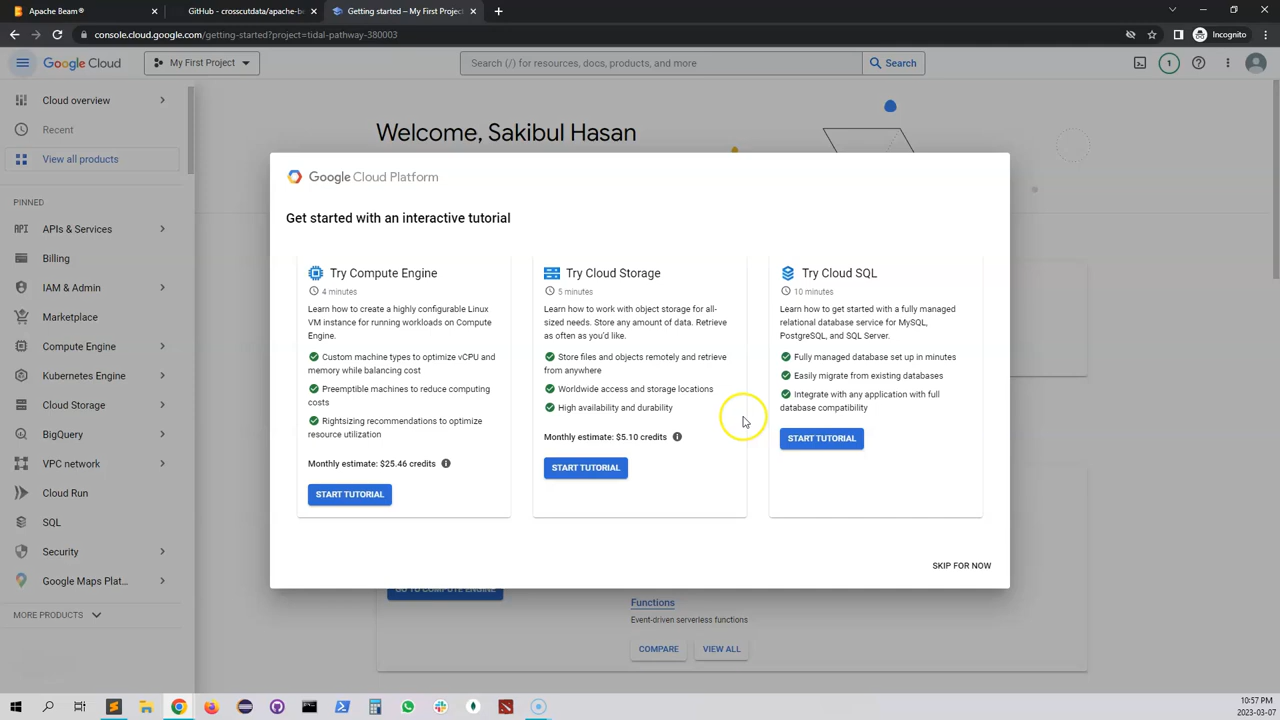 Apache Beam®
GitHub - crosscutdata/apache-be
Getting started – My First Project
console.cloud.google.com/getting-started?project=tidal-pathway-380003
Incognito
Google Cloud
My First Project
Search (/) for resources, docs, products, and more
Search
1
Cloud overview
Recent
View all products
PINNED
API
APIs & Services
Billing
IAM & Admin
Marketplace
Compute Engine
Kubernetes Engine
Cloud Storage
BigQuery
VPC network
Cloud Run
SQL
Security
Google Maps Plat...
MORE PRODUCTS
Welcome, Sakibul Hasan
Google Cloud Platform
Get started with an interactive tutorial
Try Compute Engine
4 minutes
Learn how to create a highly configurable Linux
VM instance for running workloads on Compute
Engine.
Custom machine types to optimize vCPU and
memory while balancing cost
Preemptible machines to reduce computing
costs
Rightsizing recommendations to optimize
resource utilization
Monthly estimate: $25.46 credits
START TUTORIAL
Try Cloud Storage
5 minutes
Learn how to work with object storage for all-
sized needs. Store any amount of data. Retrieve
as often as you'd like.
Store files and objects remotely and retrieve
from anywhere
Worldwide access and storage locations
High availability and durability
Monthly estimate: $5.10 credits
START TUTORIAL
Try Cloud SQL
10 minutes
Learn how to get started with a fully managed
relational database service for MySQL,
PostgreSQL, and SQL Server.
Fully managed database set up in minutes
Easily migrate from existing databases
Integrate with any application with full
database compatibility
START TUTORIAL
SKIP FOR NOW
GO TO COMPUTE ENGINE
Functions
Event-driven serverless functions
COMPARE
VIEW ALL
10:57 PM
2023-03-07